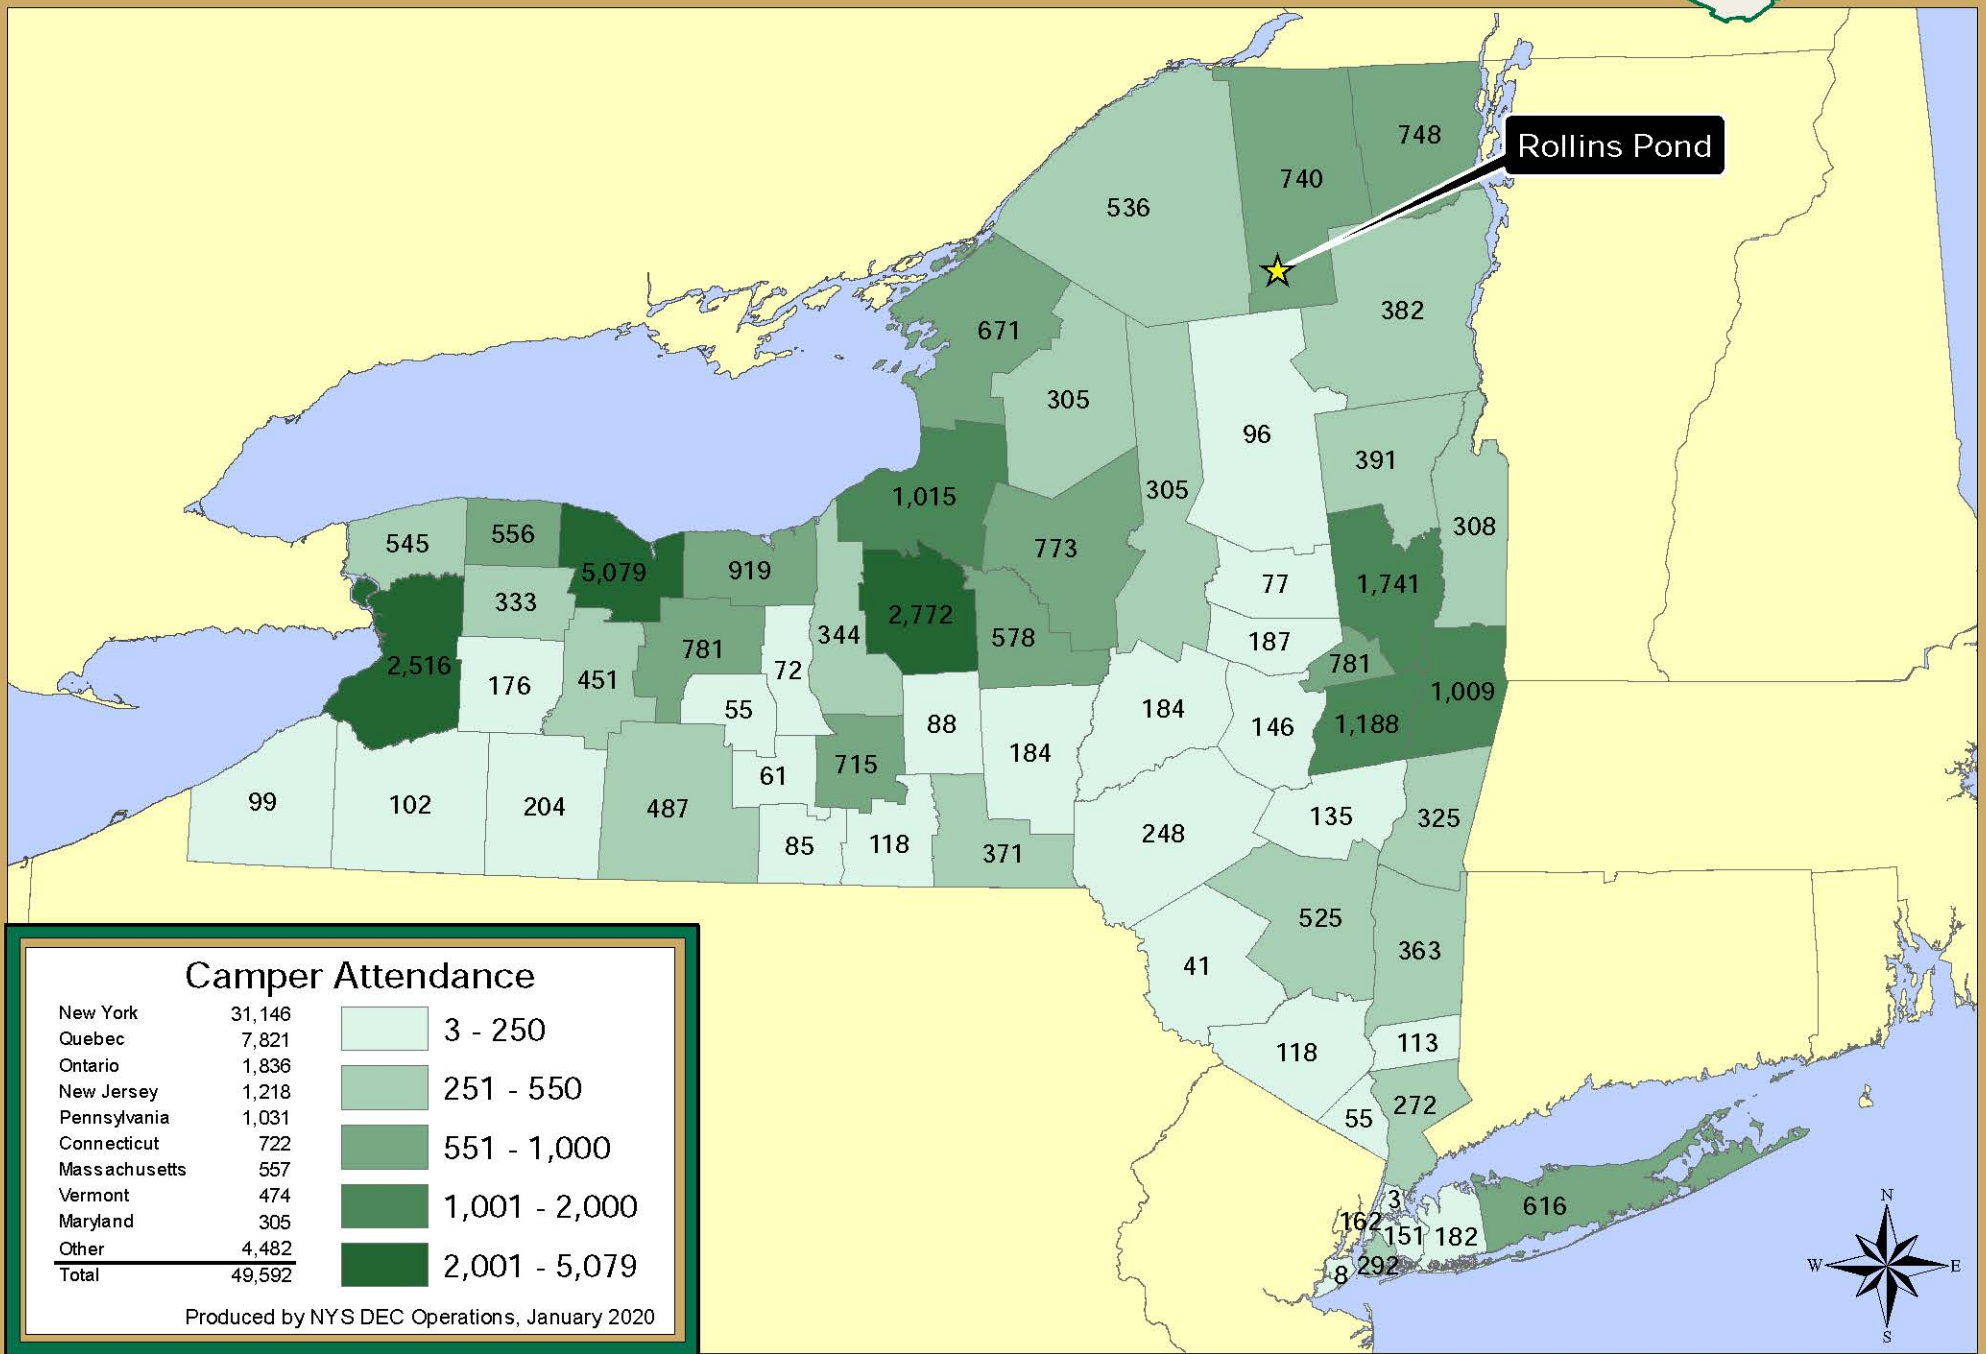 Rollins Pond
748
740
536
382
671
305
96
391
1,015
305
308
545
556
5,079
919
773
77
1,741
333
2,772
578
344
187
781
2,516
176
451
781
72
1,009
55
88
184
184
146
1,188
61
715
99
102
204
487
85
118
371
248
135
325
525
363
41
118
113
55
272
3
162
151
182
616
8
292
Camper Attendance
New York 31,146
Quebec 7,821
Ontario 1,836
New Jersey 1,218
Pennsylvania 1,031
Connecticut 722
Massachusetts 557
Vermont 474
Maryland 305
Other 4,482
Total 49,592
3 - 250
251 - 550
551 - 1,000
1,001 - 2,000
2,001 - 5,079
Produced by NYS DEC Operations, January 2020
N
W
E
S